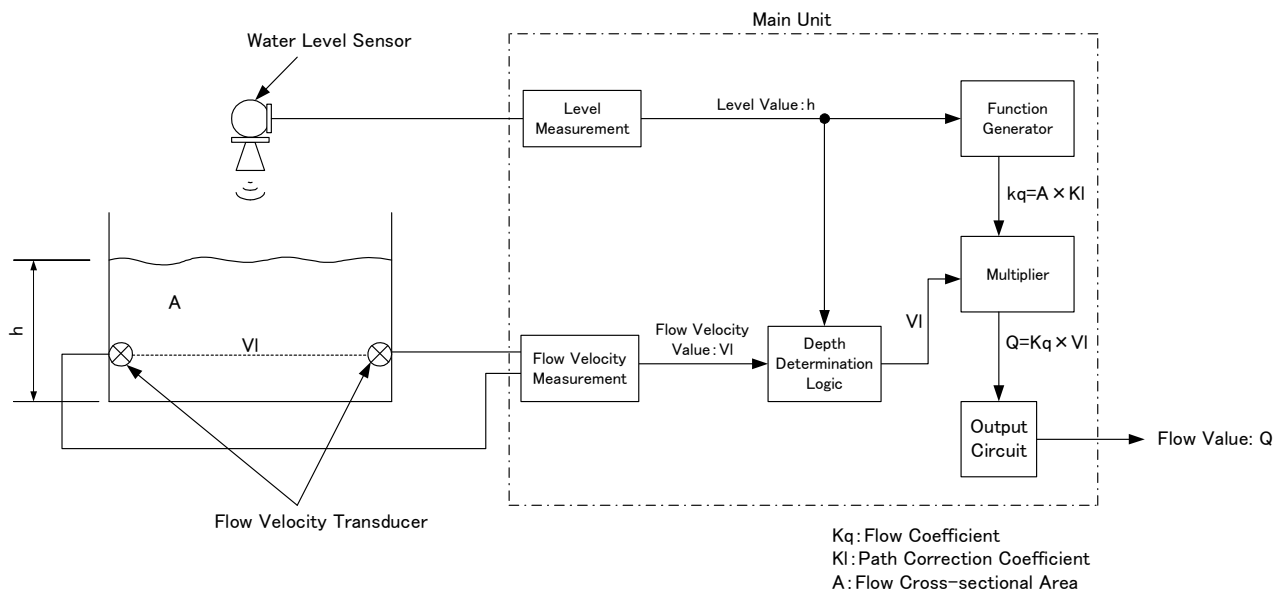 Main Unit
Water Level Sensor
Level
Measurement
Level Value:h
Function
Generator
kq=A×Kl
Multiplier
h
A
Vl
Flow Velocity
Measurement
Flow Velocity
Value:Vl
Depth
Determination
Logic
Vl
Q=Kq×Vl
Output
Circuit
Flow Value: Q
Flow Velocity Transducer
Kq:Flow Coefficient
Kl:Path Correction Coefficient
A:Flow Cross-sectional Area